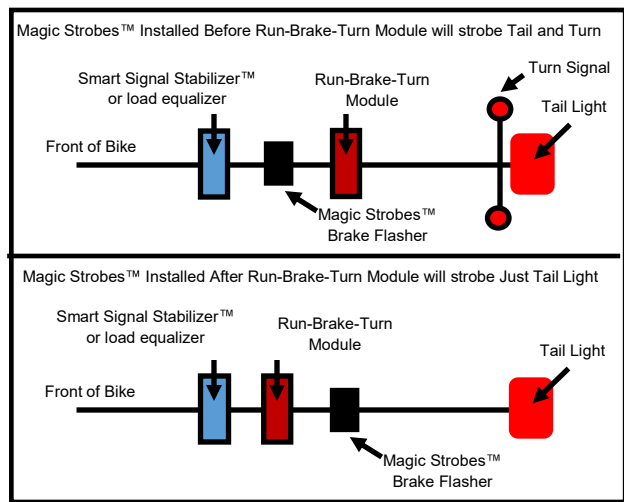 Magic Strobes™ Installed Before Run-Brake-Turn Module will strobe Tail and Turn
Smart Signal Stabilizer™
or load equalizer
Run-Brake-Turn
Module
Turn Signal
Tail Light
Front of Bike
Magic Strobes™
Brake Flasher
Magic Strobes™ Installed After Run-Brake-Turn Module will strobe Just Tail Light
Smart Signal Stabilizer™
or load equalizer
Run-Brake-Turn
Module
Tail Light
Front of Bike
Magic Strobes™
Brake Flasher